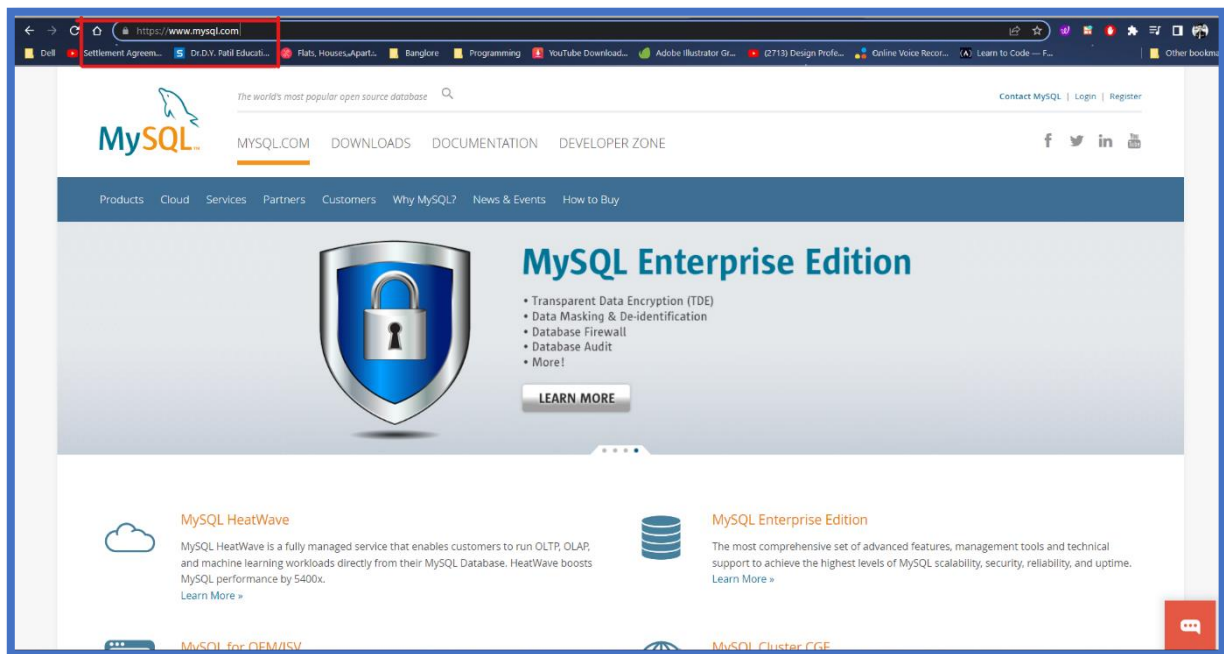 https://www.mysql.com
Dell Settlement Agreem... Dr.D.Y. Patil Educati... Flats, Houses,Apart... Banglore Programming YouTube Download... Adobe Illustrator Gr... (2713) Design Profe... Online Voice Recor... Learn to Code — F... Other bookma
The world's most popular open source database
Contact MySQL | Login | Register
MySQL™
MYSQL.COM DOWNLOADS DOCUMENTATION DEVELOPER ZONE
Products Cloud Services Partners Customers Why MySQL? News & Events How to Buy
MySQL Enterprise Edition
• Transparent Data Encryption (TDE)
• Data Masking & De-identification
• Database Firewall
• Database Audit
• More!
LEARN MORE
MySQL HeatWave
MySQL HeatWave is a fully managed service that enables customers to run OLTP, OLAP,
and machine learning workloads directly from their MySQL Database. HeatWave boosts
MySQL performance by 5400x.
Learn More »
MySQL Enterprise Edition
The most comprehensive set of advanced features, management tools and technical
support to achieve the highest levels of MySQL scalability, security, reliability, and uptime.
Learn More »
MySQL for OEM/ISV
MySQL Cluster CGE